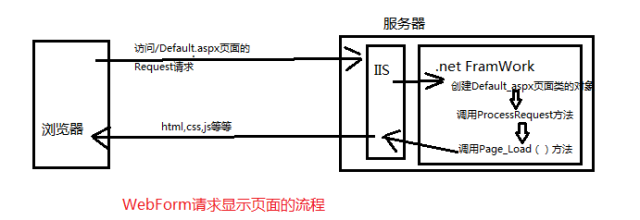 服务器
访问/Default.aspx页面的
Request请求
IIS
.net FramWork
创建Default_aspx页面类的对象
调用ProcessRequest方法
浏览器
html,css,js等等
调用Page_Load（）方法
WebForm请求显示页面的流程